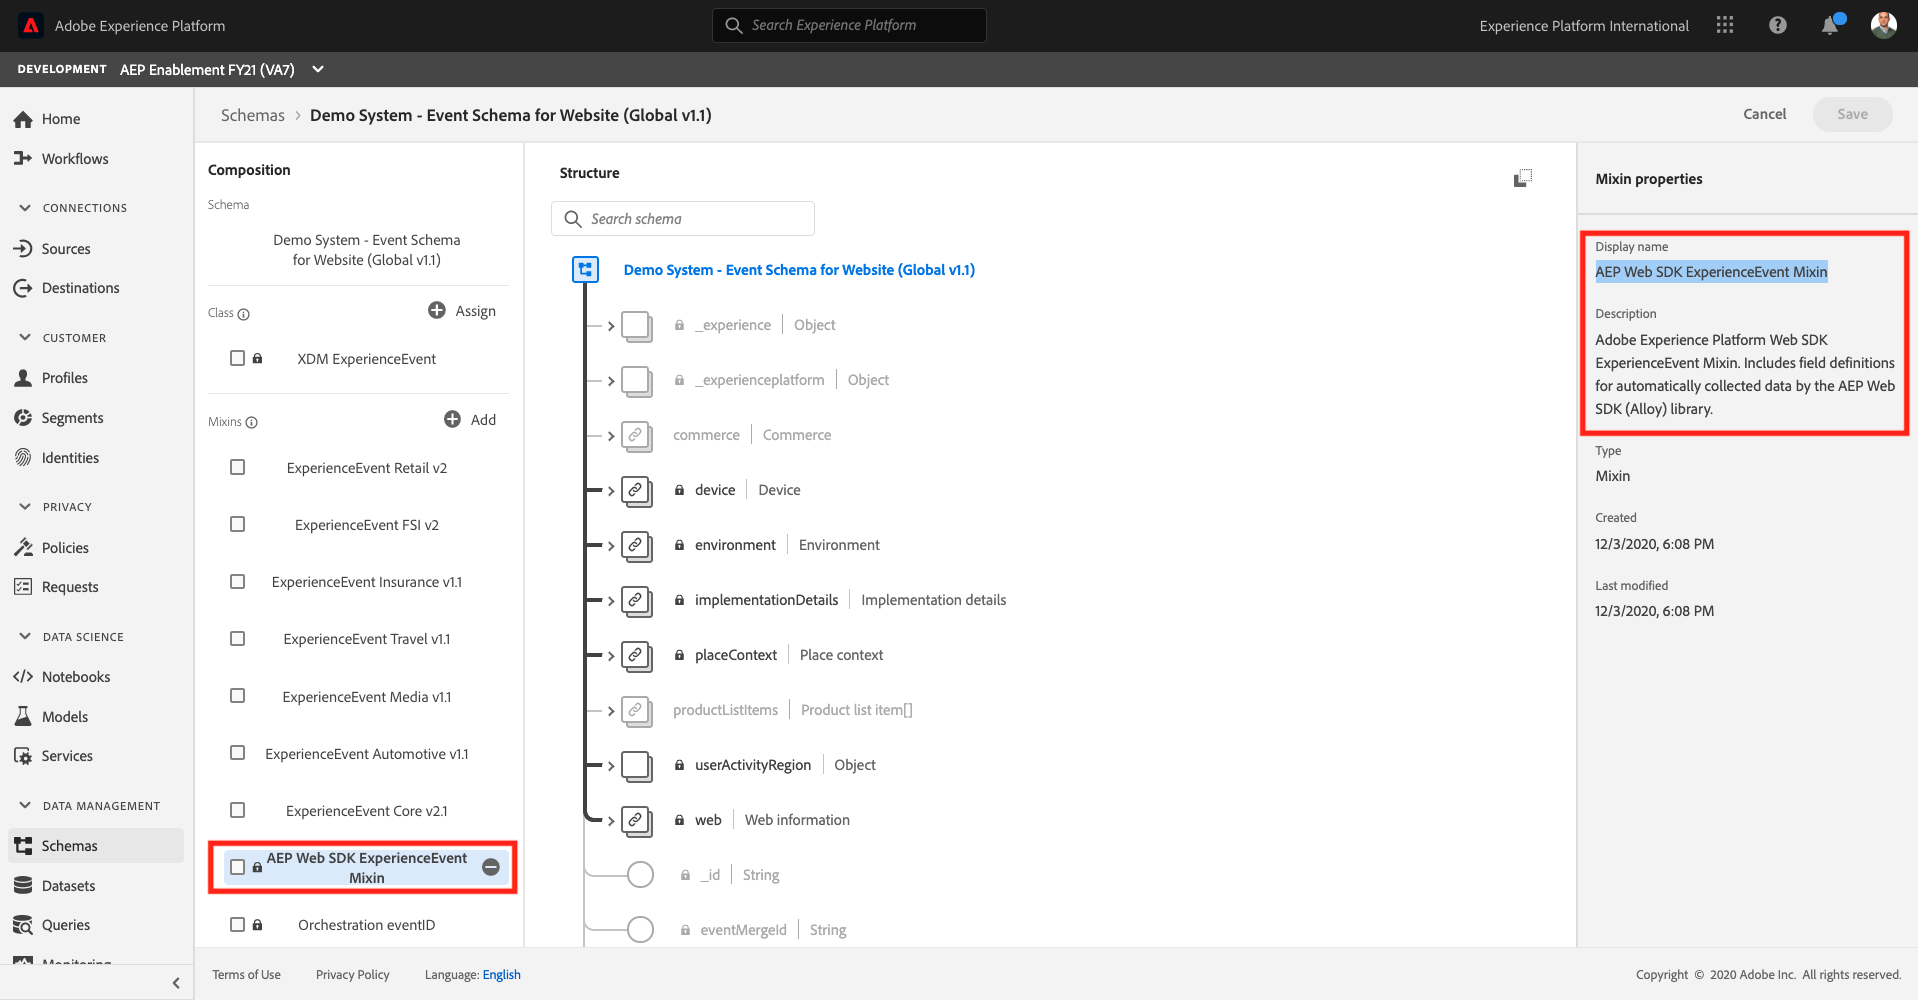 Adobe Experience Platform
Search Experience Platform
Experience Platform International
DEVELOPMENT AEP Enablement FY21 (VA7)
Home
Workflows
CONNECTIONS
Sources
Destinations
CUSTOMER
Profiles
Segments
Identities
PRIVACY
Policies
Requests
DATA SCIENCE
Notebooks
Models
Services
DATA MANAGEMENT
Schemas
Datasets
Queries
Monitoring
Schemas > Demo System - Event Schema for Website (Global v1.1)
Cancel
Save
Composition
Schema
Demo System - Event Schema
for Website (Global v1.1)
Class
Assign
XDM ExperienceEvent
Mixins
Add
ExperienceEvent Retail v2
ExperienceEvent FSI v2
ExperienceEvent Insurance v1.1
ExperienceEvent Travel v1.1
ExperienceEvent Media v1.1
ExperienceEvent Automotive v1.1
ExperienceEvent Core v2.1
AEP Web SDK ExperienceEvent
Mixin
Orchestration eventID
Structure
Search schema
Demo System - Event Schema for Website (Global v1.1)
_experience | Object
_experienceplatform | Object
commerce | Commerce
device | Device
environment | Environment
implementationDetails | Implementation details
placeContext | Place context
productListItems | Product list item[]
userActivityRegion | Object
web | Web information
_id | String
eventMergeId | String
Mixin properties
Display name
AEP Web SDK ExperienceEvent Mixin
Description
Adobe Experience Platform Web SDK
ExperienceEvent Mixin. Includes field definitions
for automatically collected data by the AEP Web
SDK (Alloy) library.
Type
Mixin
Created
12/3/2020, 6:08 PM
Last modified
12/3/2020, 6:08 PM
Terms of Use
Privacy Policy
Language: English
Copyright © 2020 Adobe Inc. All rights reserved.